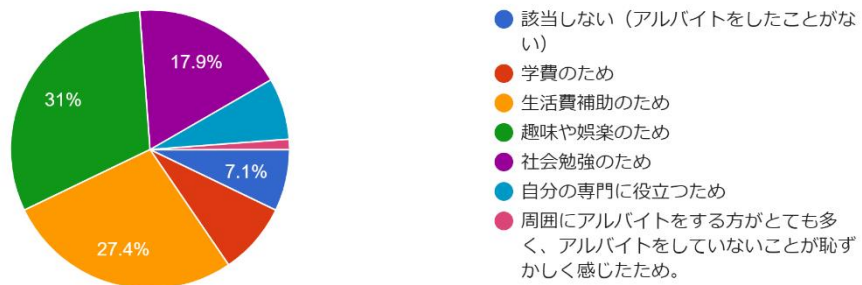 17.9%
31%
7.1%
27.4%
該当しない（アルバイトをしたことがな
い）
学費のため
生活費補助のため
趣味や娯楽のため
社会勉強のため
自分の専門に役立つため
周囲にアルバイトをする方がとても多
く、アルバイトをしていないことが恥ず
かしく感じたため。